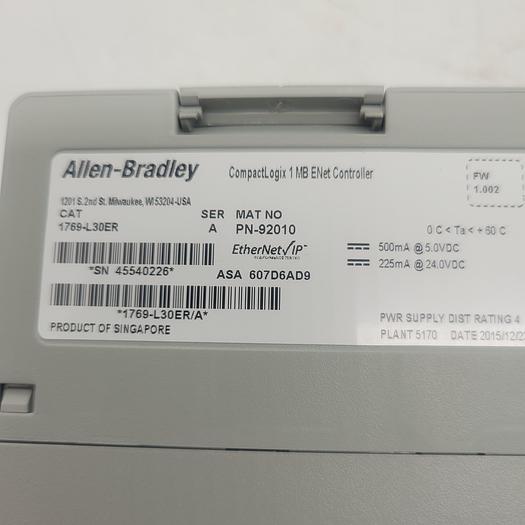 Allen-Bradley
CompactLogix 1 MB ENet Controller
FW
1.002
1201 S. 2nd St. Milwaukee, WI 53204-USA
CAT SER MAT NO
1769-L30ER A PN-92010
0 C < Ta < + 60 C
EtherNet/IP
500mA @ 5.0VDC
225mA @ 24.0VDC
*SN 45540226*
ASA 607D6AD9
*1769-L30ER/A*
PRODUCT OF SINGAPORE
PWR SUPPLY DIST RATING 4
PLANT 5170 DATE 2015/12/